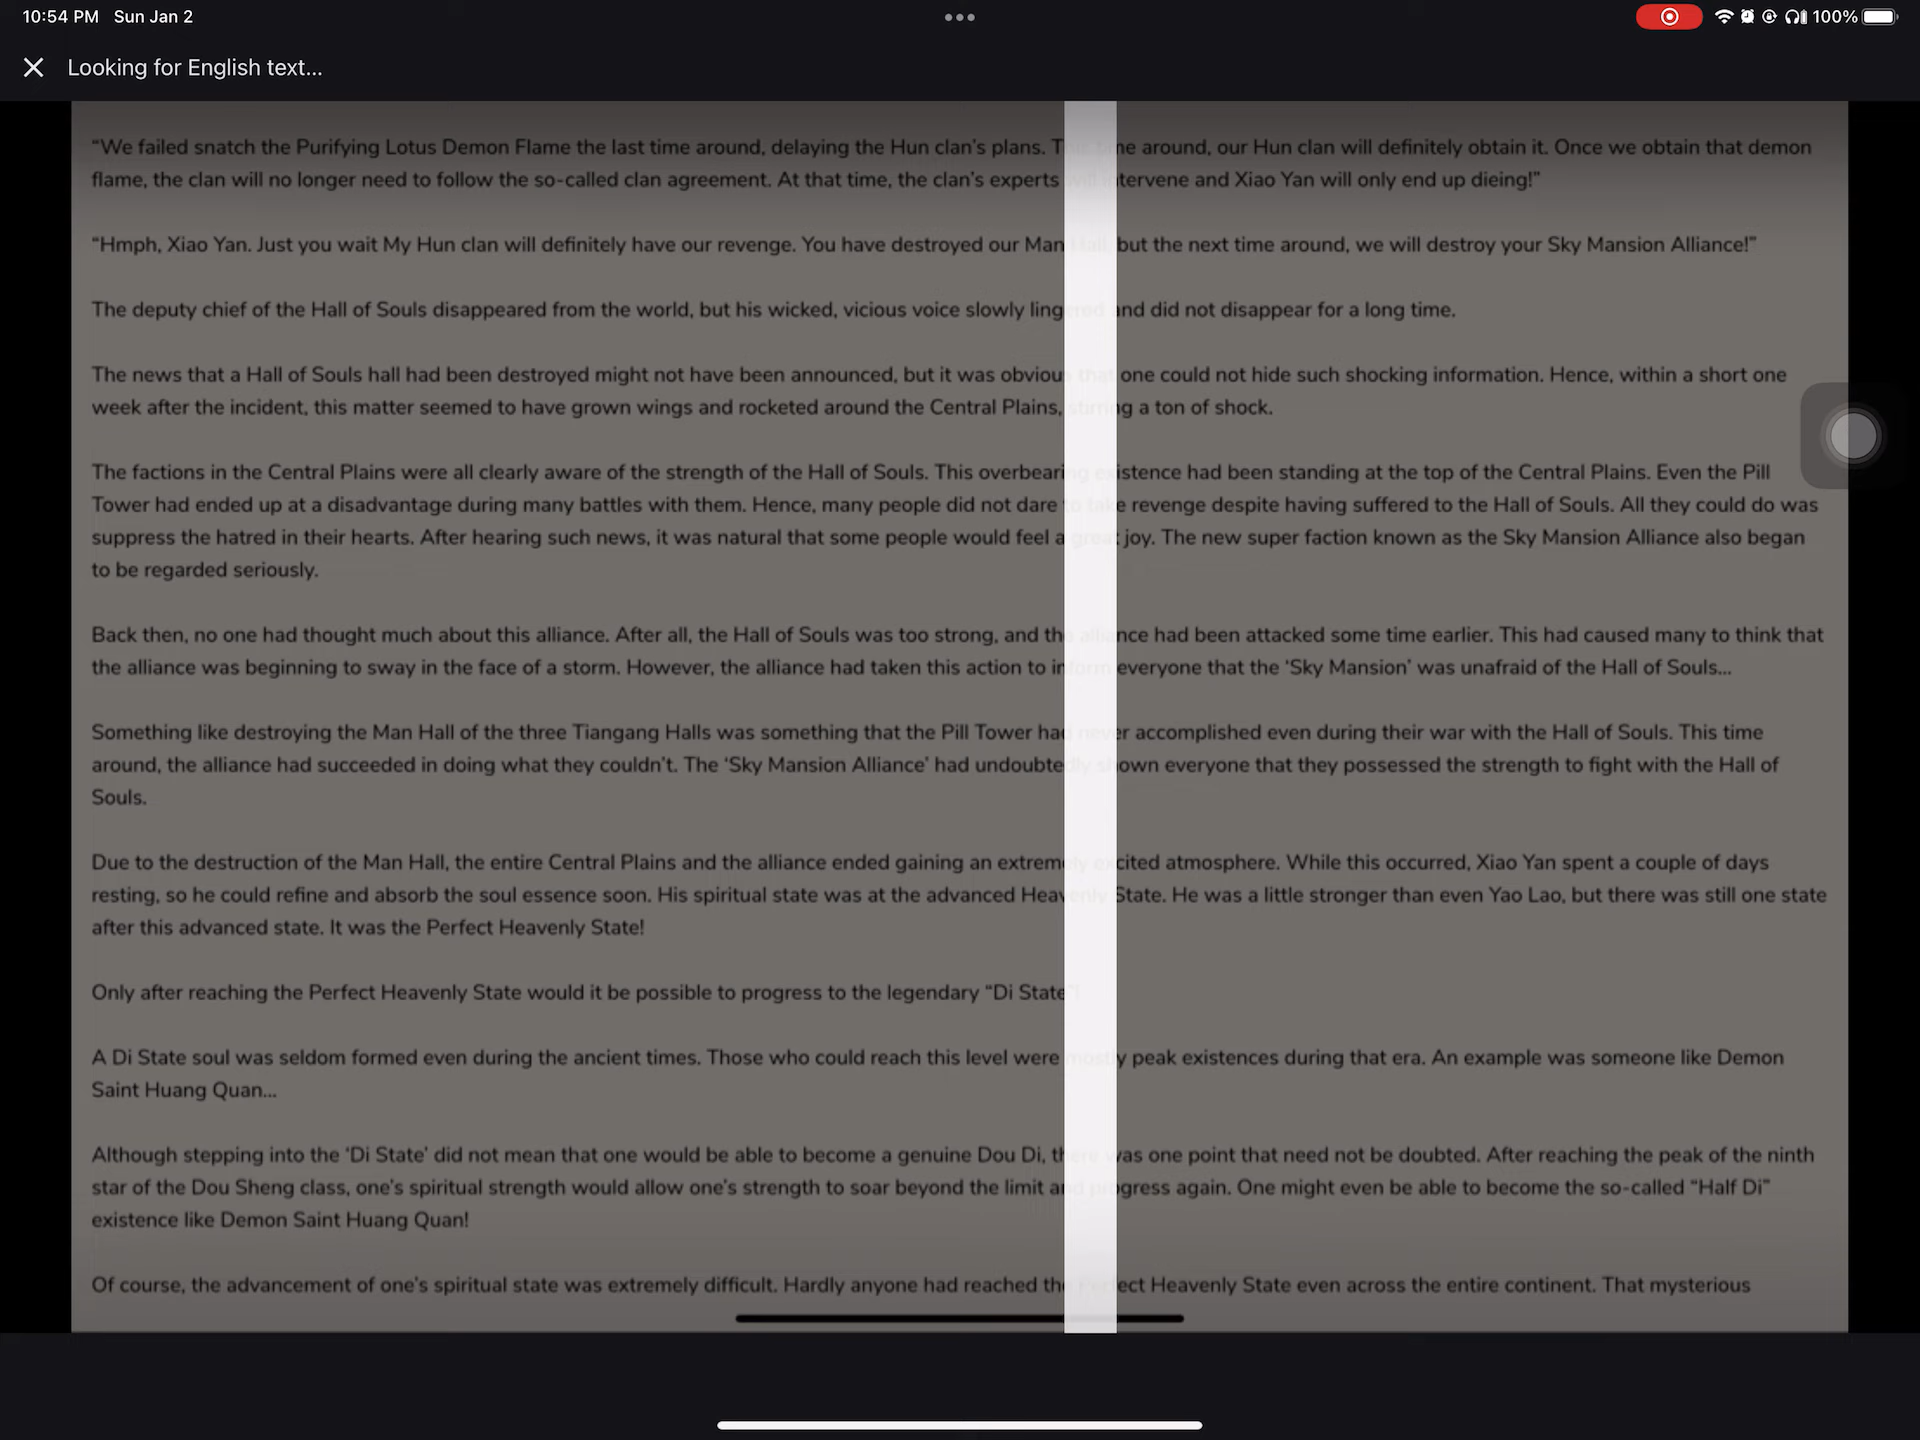 10:54 PM Sun Jan 2
100%
Looking for English text...
“We failed snatch the Purifying Lotus Demon Flame the last time around, delaying the Hun clan’s plans. This time around, our Hun clan will definitely obtain it. Once we obtain that demon
flame, the clan will no longer need to follow the so-called clan agreement. At that time, the clan’s experts will intervene and Xiao Yan will only end up dieing!”
“Hmph, Xiao Yan. Just you wait My Hun clan will definitely have our revenge. You have destroyed our Man Hall, but the next time around, we will destroy your Sky Mansion Alliance!”
The deputy chief of the Hall of Souls disappeared from the world, but his wicked, vicious voice slowly lingered and did not disappear for a long time.
The news that a Hall of Souls hall had been destroyed might not have been announced, but it was obvious that one could not hide such shocking information. Hence, within a short one
week after the incident, this matter seemed to have grown wings and rocketed around the Central Plains, stirring a ton of shock.
The factions in the Central Plains were all clearly aware of the strength of the Hall of Souls. This overbearing existence had been standing at the top of the Central Plains. Even the Pill
Tower had ended up at a disadvantage during many battles with them. Hence, many people did not dare to take revenge despite having suffered to the Hall of Souls. All they could do was
suppress the hatred in their hearts. After hearing such news, it was natural that some people would feel a great joy. The new super faction known as the Sky Mansion Alliance also began
to be regarded seriously.
Back then, no one had thought much about this alliance. After all, the Hall of Souls was too strong, and the alliance had been attacked some time earlier. This had caused many to think that
the alliance was beginning to sway in the face of a storm. However, the alliance had taken this action to inform everyone that the ‘Sky Mansion’ was unafraid of the Hall of Souls...
Something like destroying the Man Hall of the three Tiangang Halls was something that the Pill Tower had never accomplished even during their war with the Hall of Souls. This time
around, the alliance had succeeded in doing what they couldn’t. The ‘Sky Mansion Alliance’ had undoubtedly shown everyone that they possessed the strength to fight with the Hall of
Souls.
Due to the destruction of the Man Hall, the entire Central Plains and the alliance ended gaining an extremely excited atmosphere. While this occurred, Xiao Yan spent a couple of days
resting, so he could refine and absorb the soul essence soon. His spiritual state was at the advanced Heavenly State. He was a little stronger than even Yao Lao, but there was still one state
after this advanced state. It was the Perfect Heavenly State!
Only after reaching the Perfect Heavenly State would it be possible to progress to the legendary “Di State”!
A Di State soul was seldom formed even during the ancient times. Those who could reach this level were mostly peak existences during that era. An example was someone like Demon
Saint Huang Quan...
Although stepping into the ‘Di State’ did not mean that one would be able to become a genuine Dou Di, there was one point that need not be doubted. After reaching the peak of the ninth
star of the Dou Sheng class, one’s spiritual strength would allow one’s strength to soar beyond the limit and progress again. One might even be able to become the so-called “Half Di”
existence like Demon Saint Huang Quan!
Of course, the advancement of one’s spiritual state was extremely difficult. Hardly anyone had reached the Perfect Heavenly State even across the entire continent. That mysterious